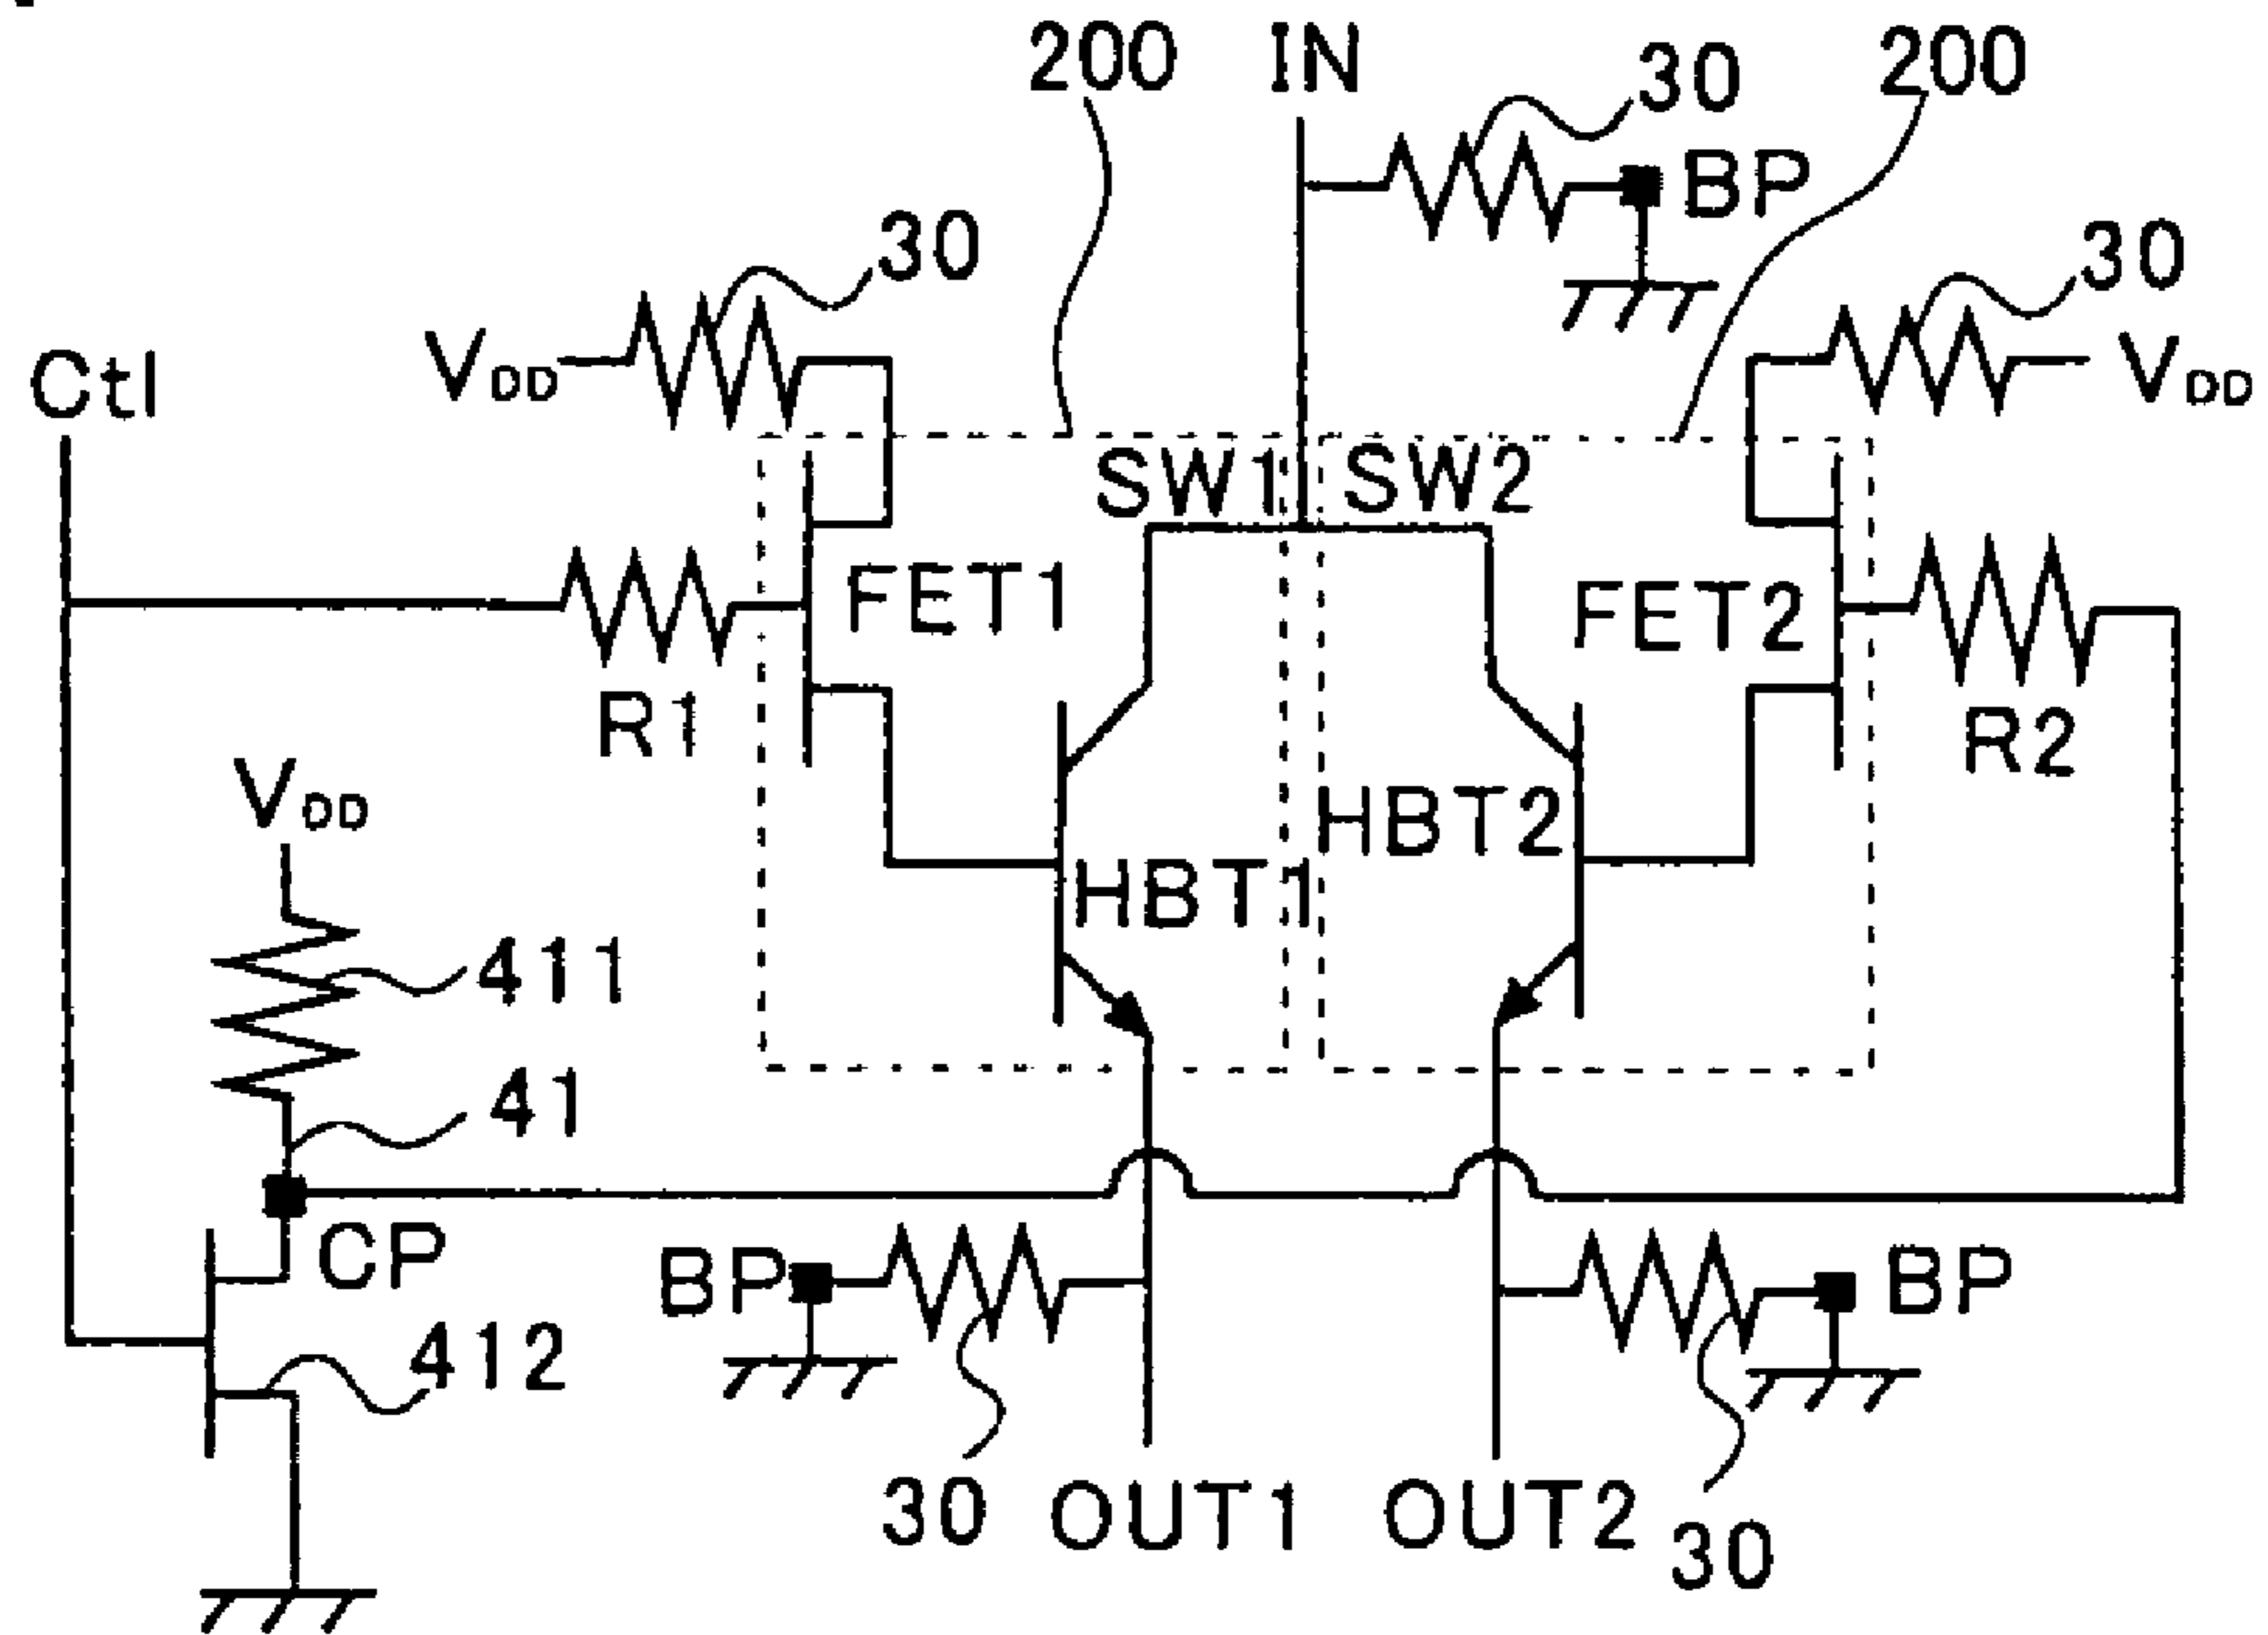 200 IN 30 200
BP
30 30
VDD VDD
Ctl
SW1 SW2
FET1 FET2
R1 R2
VDD
HBT2
HBT1
411
41
CP BP BP
412
30 OUT1 OUT2 30